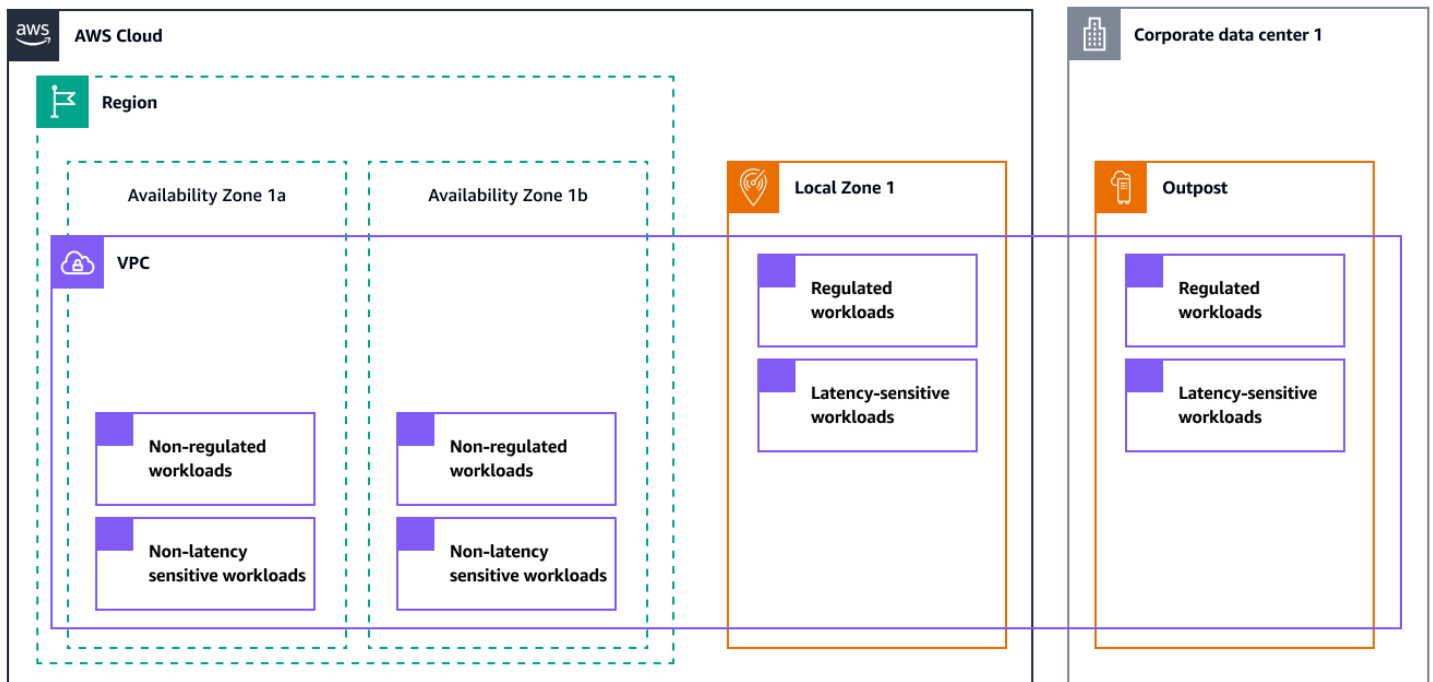 aws
AWS Cloud
Corporate data center 1
Region
Availability Zone 1a
Availability Zone 1b
Local Zone 1
Outpost
VPC
Regulated
workloads
Regulated
workloads
Latency-sensitive
workloads
Latency-sensitive
workloads
Non-regulated
workloads
Non-regulated
workloads
Non-latency
sensitive workloads
Non-latency
sensitive workloads